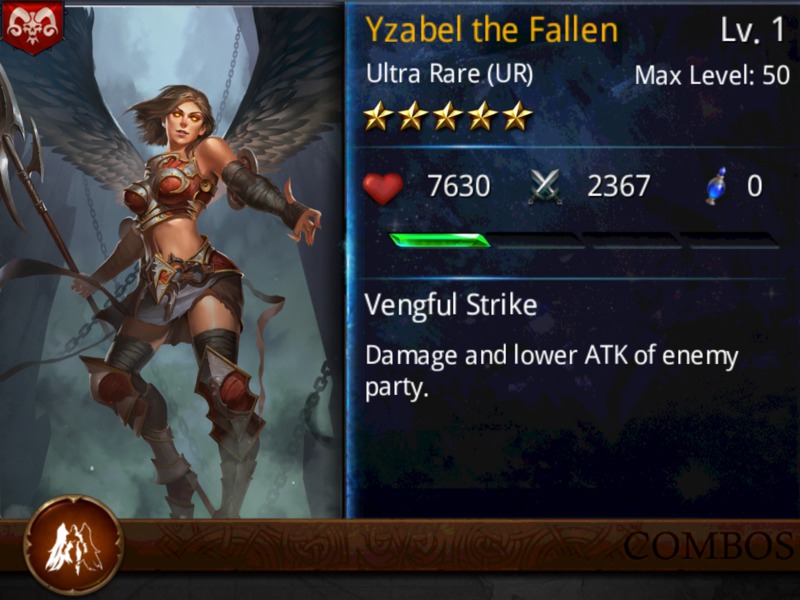 Yzabel the Fallen Lv. 1
Ultra Rare (UR) Max Level: 50
7630 2367 0
Vengful Strike
Damage and lower ATK of enemy
party.
COMBOS